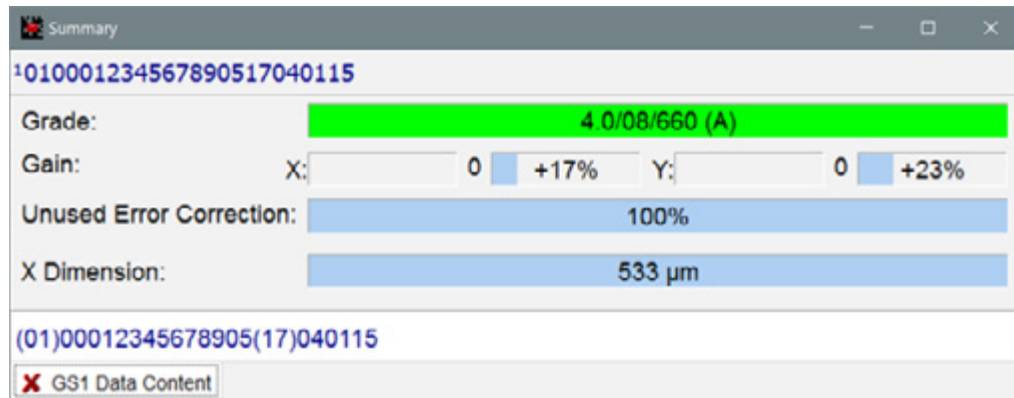 Summary
¹010001234567890517040115
Grade: 4.0/08/660 (A)
Gain: X: 0 +17% Y: 0 +23%
Unused Error Correction: 100%
X Dimension: 533 µm
(01)00012345678905(17)040115
GS1 Data Content